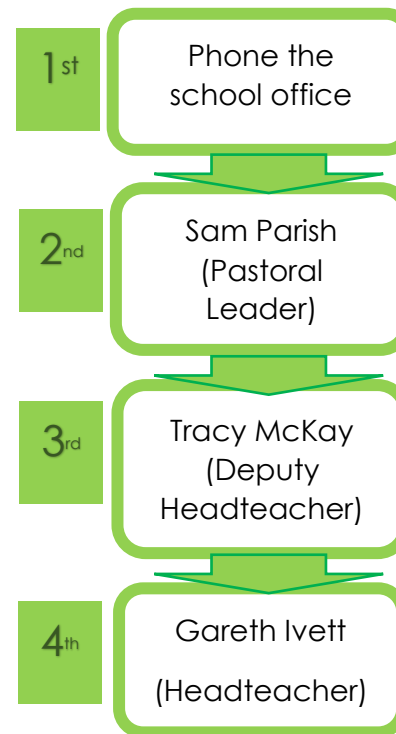 1st
Phone the
school office
2nd
Sam Parish
(Pastoral
Leader)
3rd
Tracy McKay
(Deputy
Headteacher)
4th
Gareth Ivett
(Headteacher)